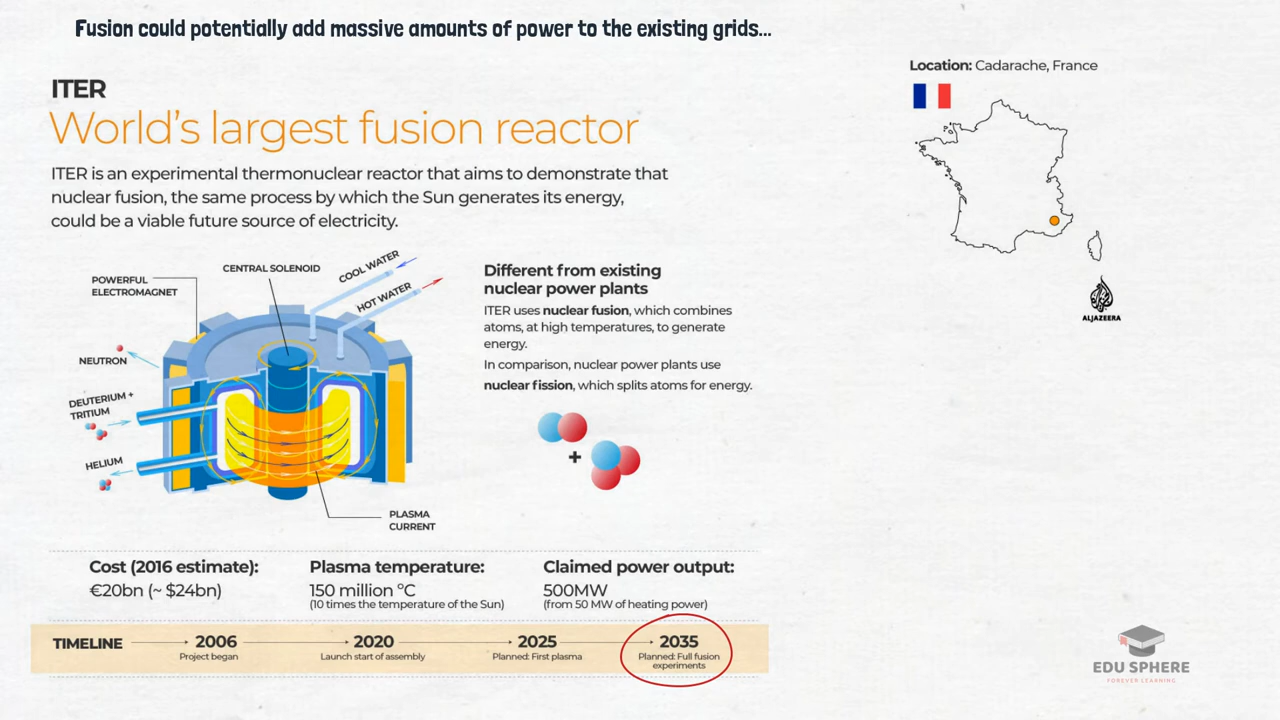 Fusion could potentially add massive amounts of power to the existing grids...
ITER
World's largest fusion reactor
ITER is an experimental thermonuclear reactor that aims to demonstrate that
nuclear fusion, the same process by which the Sun generates its energy,
could be a viable future source of electricity.
Location: Cadarache, France
ALJAZEERA
POWERFUL
ELECTROMAGNET
CENTRAL SOLENOID
COOL WATER
HOT WATER
NEUTRON
DEUTERIUM +
TRITIUM
HELIUM
PLASMA
CURRENT
Different from existing
nuclear power plants
ITER uses nuclear fusion, which combines
atoms, at high temperatures, to generate
energy.
In comparison, nuclear power plants use
nuclear fission, which splits atoms for energy.
+
Cost (2016 estimate):
€20bn (~ $24bn)
Plasma temperature:
150 million ºC
(10 times the temperature of the Sun)
Claimed power output:
500MW
(from 50 MW of heating power)
TIMELINE
2006
Project began
2020
Launch start of assembly
2025
Planned: First plasma
2035
Planned: Full fusion
experiments
EDU SPHERE
FOREVER LEARNING